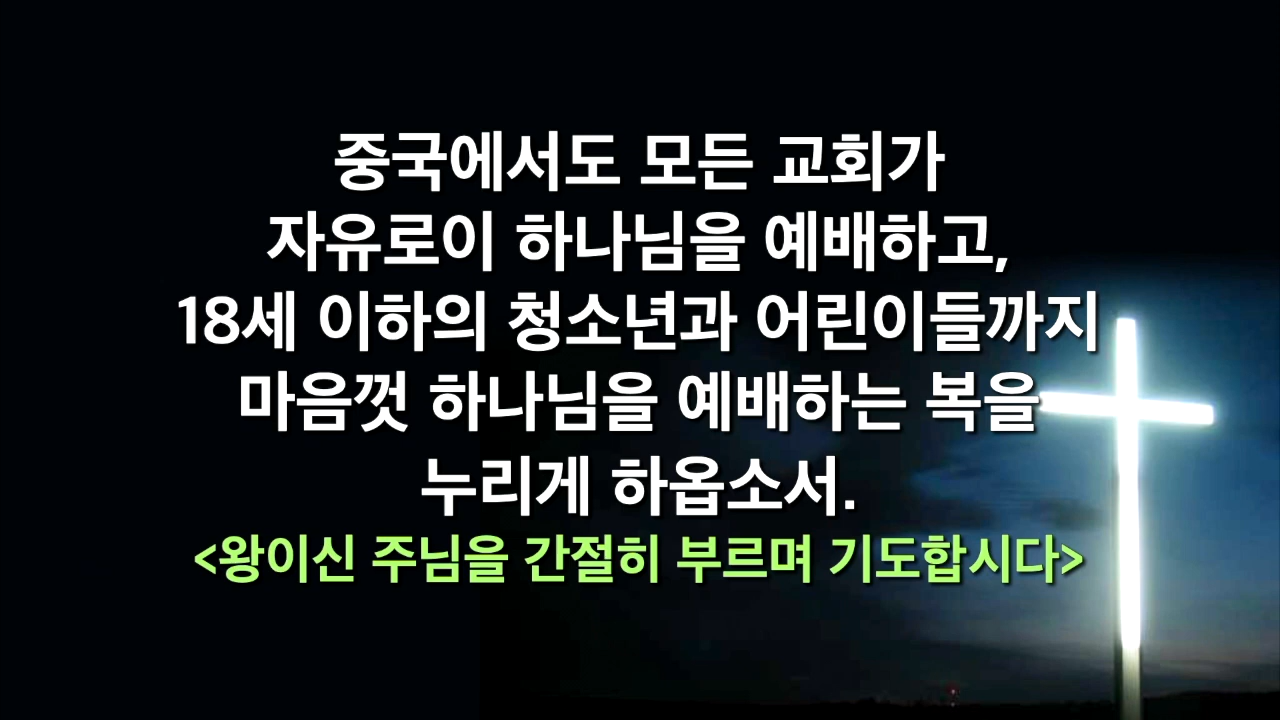 중국에서도 모든 교회가
자유로이 하나님을 예배하고,
18세 이하의 청소년과 어린이들까지
마음껏 하나님을 예배하는 복을
누리게 하옵소서.
<왕이신 주님을 간절히 부르며 기도합시다>